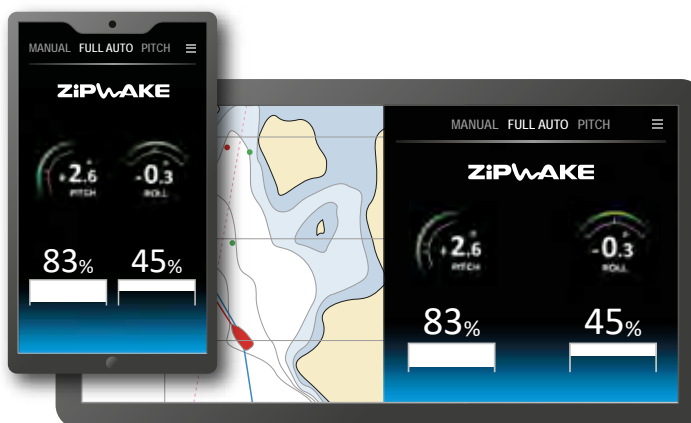 MANUAL FULL AUTO PITCH
ZIPWAKE
+2.6° -0.3°
PITCH ROLL
83% 45%
MANUAL FULL AUTO PITCH
ZIPWAKE
+2.6° -0.3°
PITCH ROLL
83% 45%